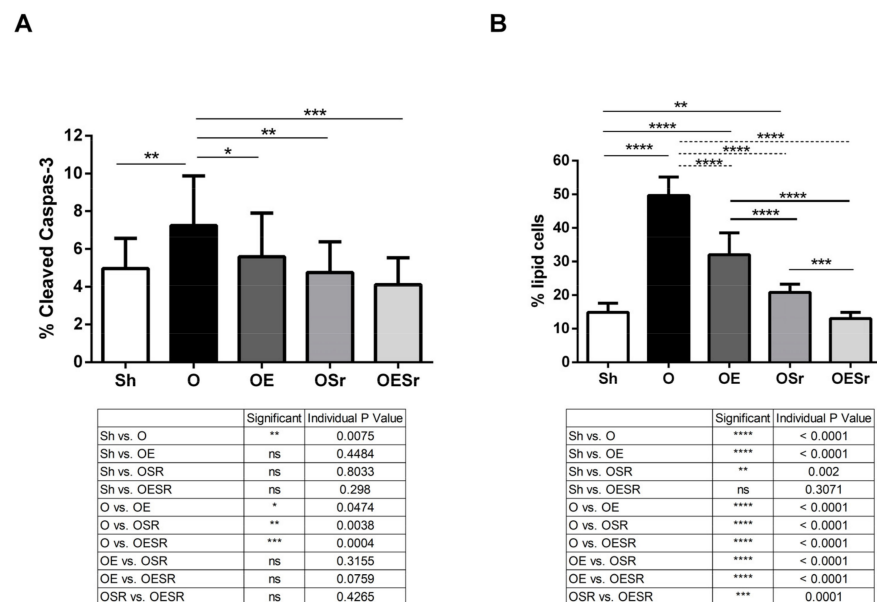 A
B
% Cleaved Caspas-3
12
10
8
6
4
2
0
**
*
**
***
Sh O OE OSr OESr
% lipid cells
60
50
40
30
20
10
0
**
****
****
****
****
****
****
****
***
Sh O OE OSr OESr
Significant Individual P Value
Sh vs. O ** 0.0075
Sh vs. OE ns 0.4484
Sh vs. OSR ns 0.8033
Sh vs. OESR ns 0.298
O vs. OE * 0.0474
O vs. OSR ** 0.0038
O vs. OESR *** 0.0004
OE vs. OSR ns 0.3155
OE vs. OESR ns 0.0759
OSR vs. OESR ns 0.4265
Significant Individual P Value
Sh vs. O **** < 0.0001
Sh vs. OE **** < 0.0001
Sh vs. OSR ** 0.002
Sh vs. OESR ns 0.3071
O vs. OE **** < 0.0001
O vs. OSR **** < 0.0001
O vs. OESR **** < 0.0001
OE vs. OSR **** < 0.0001
OE vs. OESR **** < 0.0001
OSR vs. OESR *** 0.0001